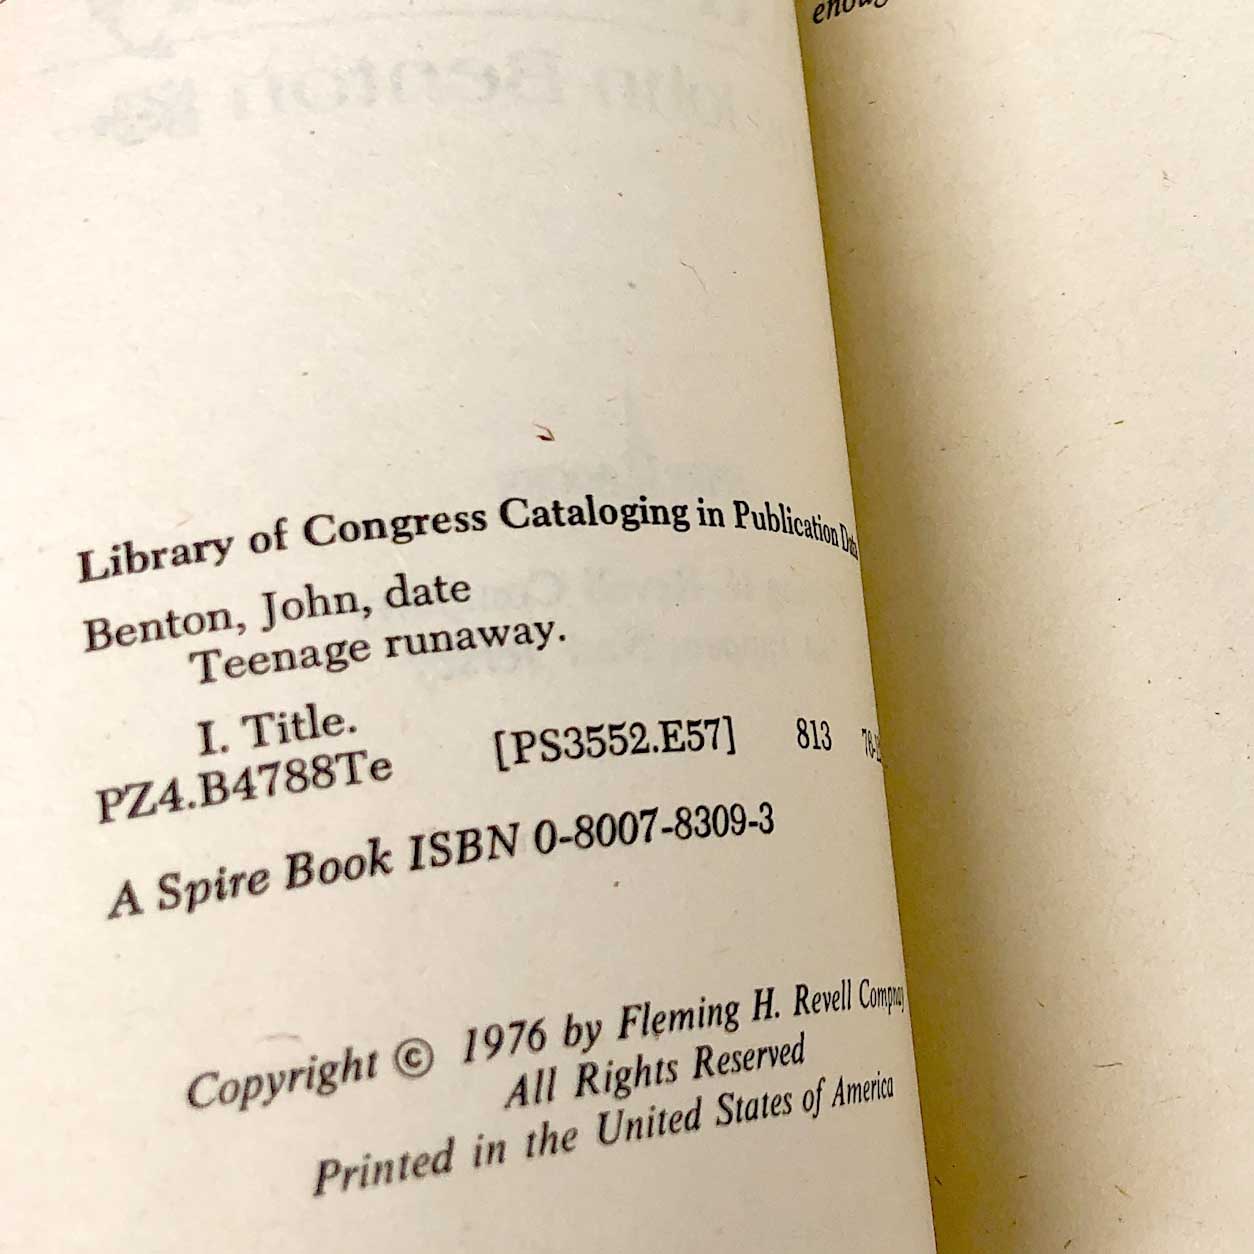 Library of Congress Cataloging in Publication Data
Benton, John, date
Teenage runaway.
I. Title.
PZ4.B4788Te [PS3552.E57] 813
A Spire Book ISBN 0-8007-8309-3
Copyright © 1976 by Fleming H. Revell Company
All Rights Reserved
Printed in the United States of America